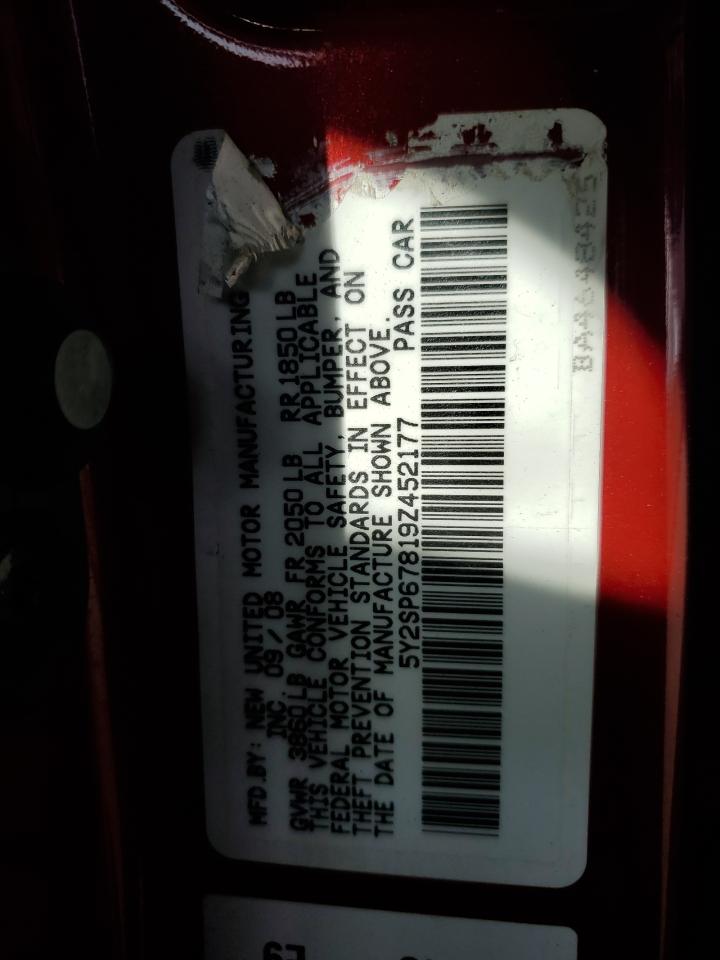 MFD.BY: NEW UNITED MOTOR MANUFACTURING
INC. 09/08
GVWR 3860LB GAWR FR 2050LB RR1850LB
THIS VEHICLE CONFORMS TO ALL APPLICABLE
FEDERAL MOTOR VEHICLE SAFETY, BUMPER, AND
THEFT PREVENTION STANDARDS IN EFFECT ON
THE DATE OF MANUFACTURE SHOWN ABOVE.
5Y2SP67819Z452177 PASS CAR